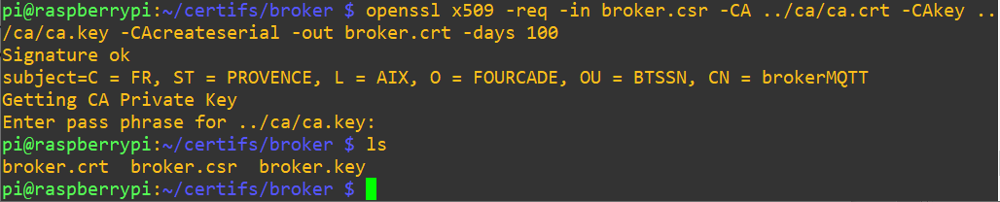 pi@raspberrypi:~/certifs/broker $ openssl x509 -req -in broker.csr -CA ../ca/ca.crt -CAkey ..
/ca/ca.key -CAcreateserial -out broker.crt -days 100
Signature ok
subject=C = FR, ST = PROVENCE, L = AIX, O = FOURCADE, OU = BTSSN, CN = brokerMQTT
Getting CA Private Key
Enter pass phrase for ../ca/ca.key:
pi@raspberrypi:~/certifs/broker $ ls
broker.crt  broker.csr  broker.key
pi@raspberrypi:~/certifs/broker $